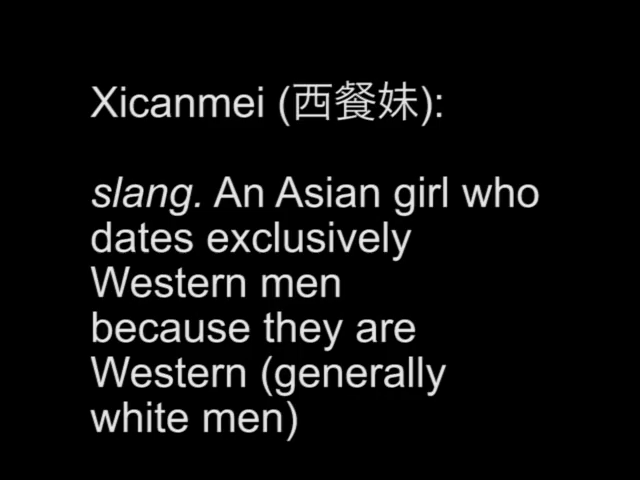 Xicanmei (西餐妹):
slang. An Asian girl who
dates exclusively
Western men
because they are
Western (generally
white men)